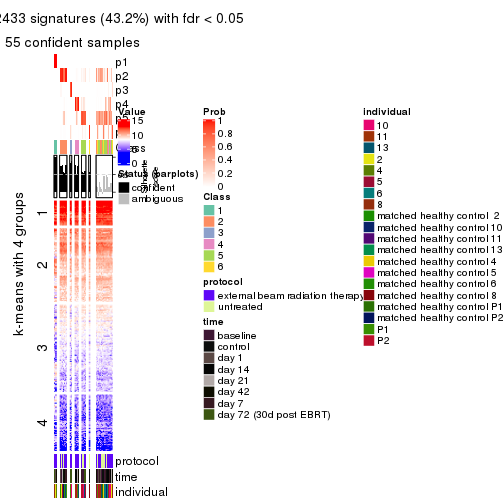 2433 signatures (43.2%) with fdr < 0.05
55 confident samples
p1
p2
p3
p4
k-means with 4 groups
1
2
3
4
protocol
time
individual
Value
15
10
0
Status (barplots)
confident
ambiguous
Prob
1
0.8
0.6
0.4
0.2
0
Class
1
2
3
4
5
6
protocol
external beam radiation therapy
untreated
time
baseline
control
day 1
day 14
day 21
day 42
day 7
day 72 (30d post EBRT)
individual
10
11
13
2
4
5
6
8
matched healthy control 2
matched healthy control 10
matched healthy control 11
matched healthy control 13
matched healthy control 4
matched healthy control 5
matched healthy control 6
matched healthy control 8
matched healthy control P1
matched healthy control P2
P1
P2